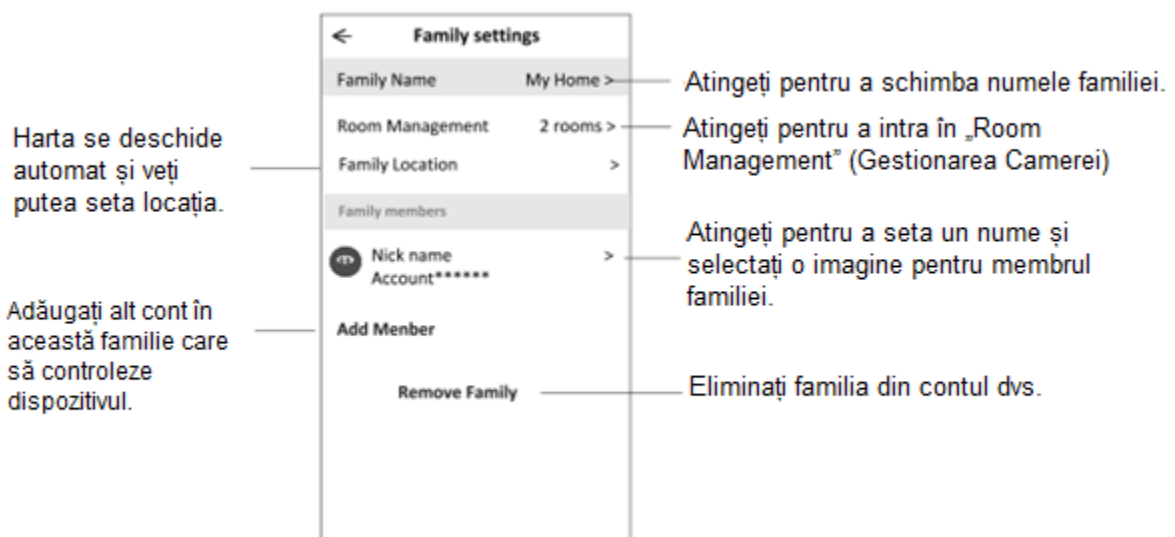 ← Family settings
Family Name My Home >
Room Management 2 rooms >
Family Location >
Family members
Nick name >
Account******
Add Menber
Remove Family
Harta se deschide
automat și veți
putea seta locația.
Adăugați alt cont în
această familie care
să controleze
dispozitivul.
Atingeți pentru a schimba numele familiei.
Atingeți pentru a intra în „Room
Management” (Gestionarea Camerei)
Atingeți pentru a seta un nume și
selectați o imagine pentru membrul
familiei.
Eliminați familia din contul dvs.